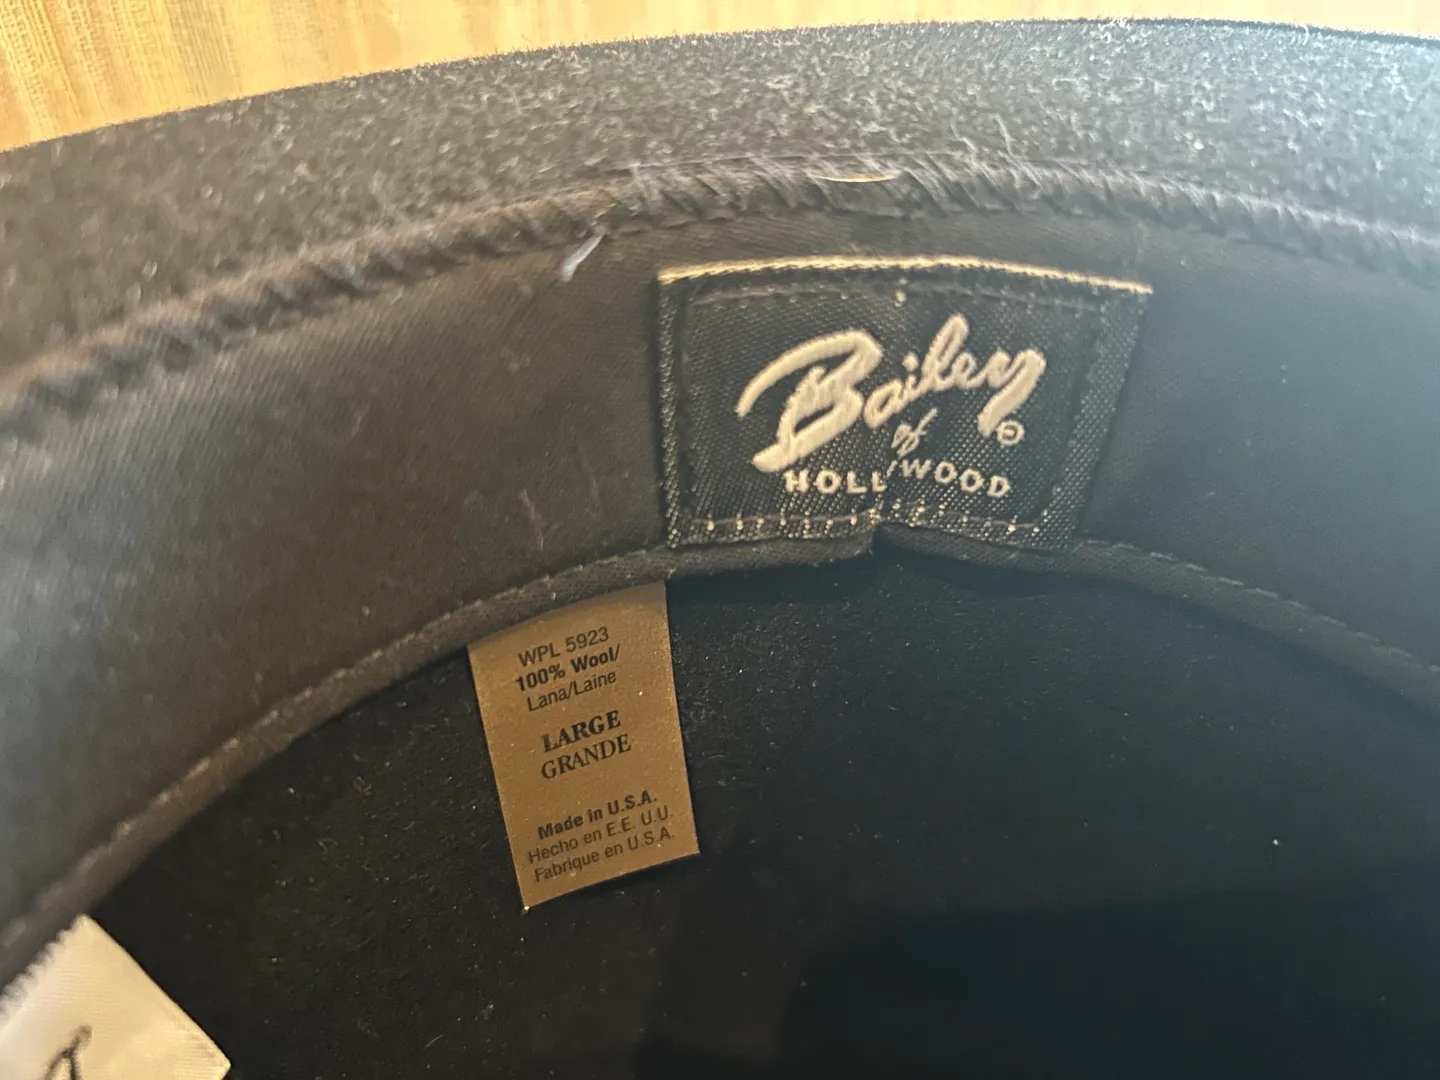 Bailey
of
HOLLYWOOD
WPL 5923
100% Wool/
Lana/Laine
LARGE
GRANDE
Made in U.S.A.
Hecho en E.E. U.U.
Fabrique en U.S.A.